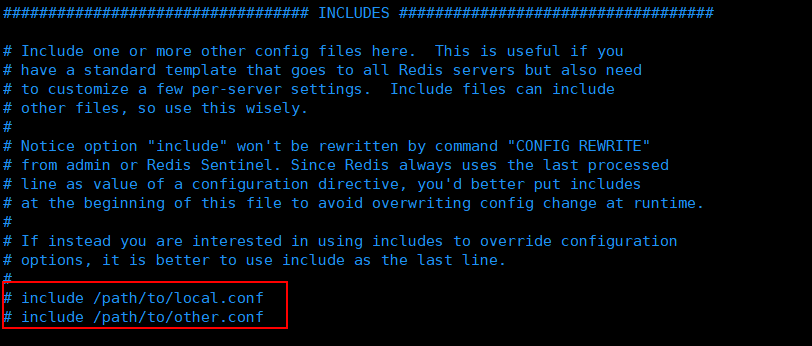 ################################## INCLUDES ###################################
# Include one or more other config files here.  This is useful if you
# have a standard template that goes to all Redis servers but also need
# to customize a few per-server settings.  Include files can include
# other files, so use this wisely.
#
# Notice option "include" won't be rewritten by command "CONFIG REWRITE"
# from admin or Redis Sentinel. Since Redis always uses the last processed
# line as value of a configuration directive, you'd better put includes
# at the beginning of this file to avoid overwriting config change at runtime.
#
# If instead you are interested in using includes to override configuration
# options, it is better to use include as the last line.
#
# include /path/to/local.conf
# include /path/to/other.conf